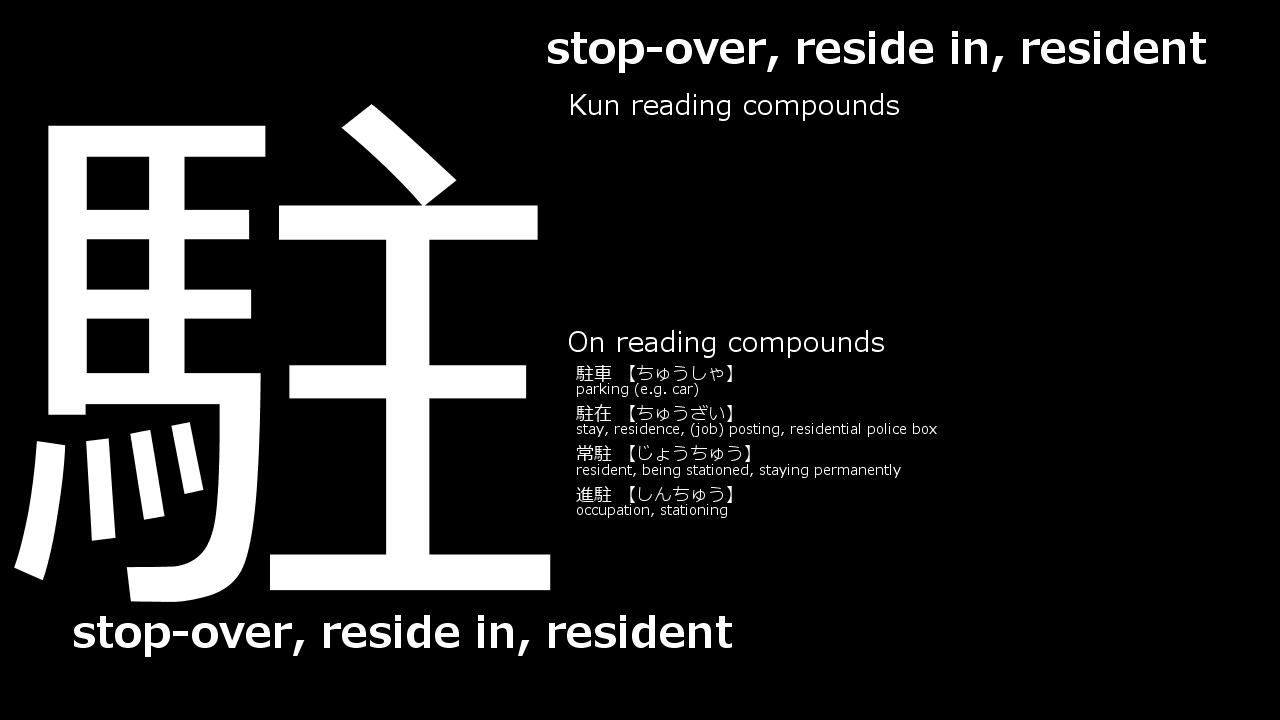 stop-over, reside in, resident
Kun reading compounds
駐
On reading compounds
駐車 【ちゅうしゃ】
parking (e.g. car)
駐在 【ちゅうざい】
stay, residence, (job) posting, residential police box
常駐 【じょうちゅう】
resident, being stationed, staying permanently
進駐 【しんちゅう】
occupation, stationing
stop-over, reside in, resident